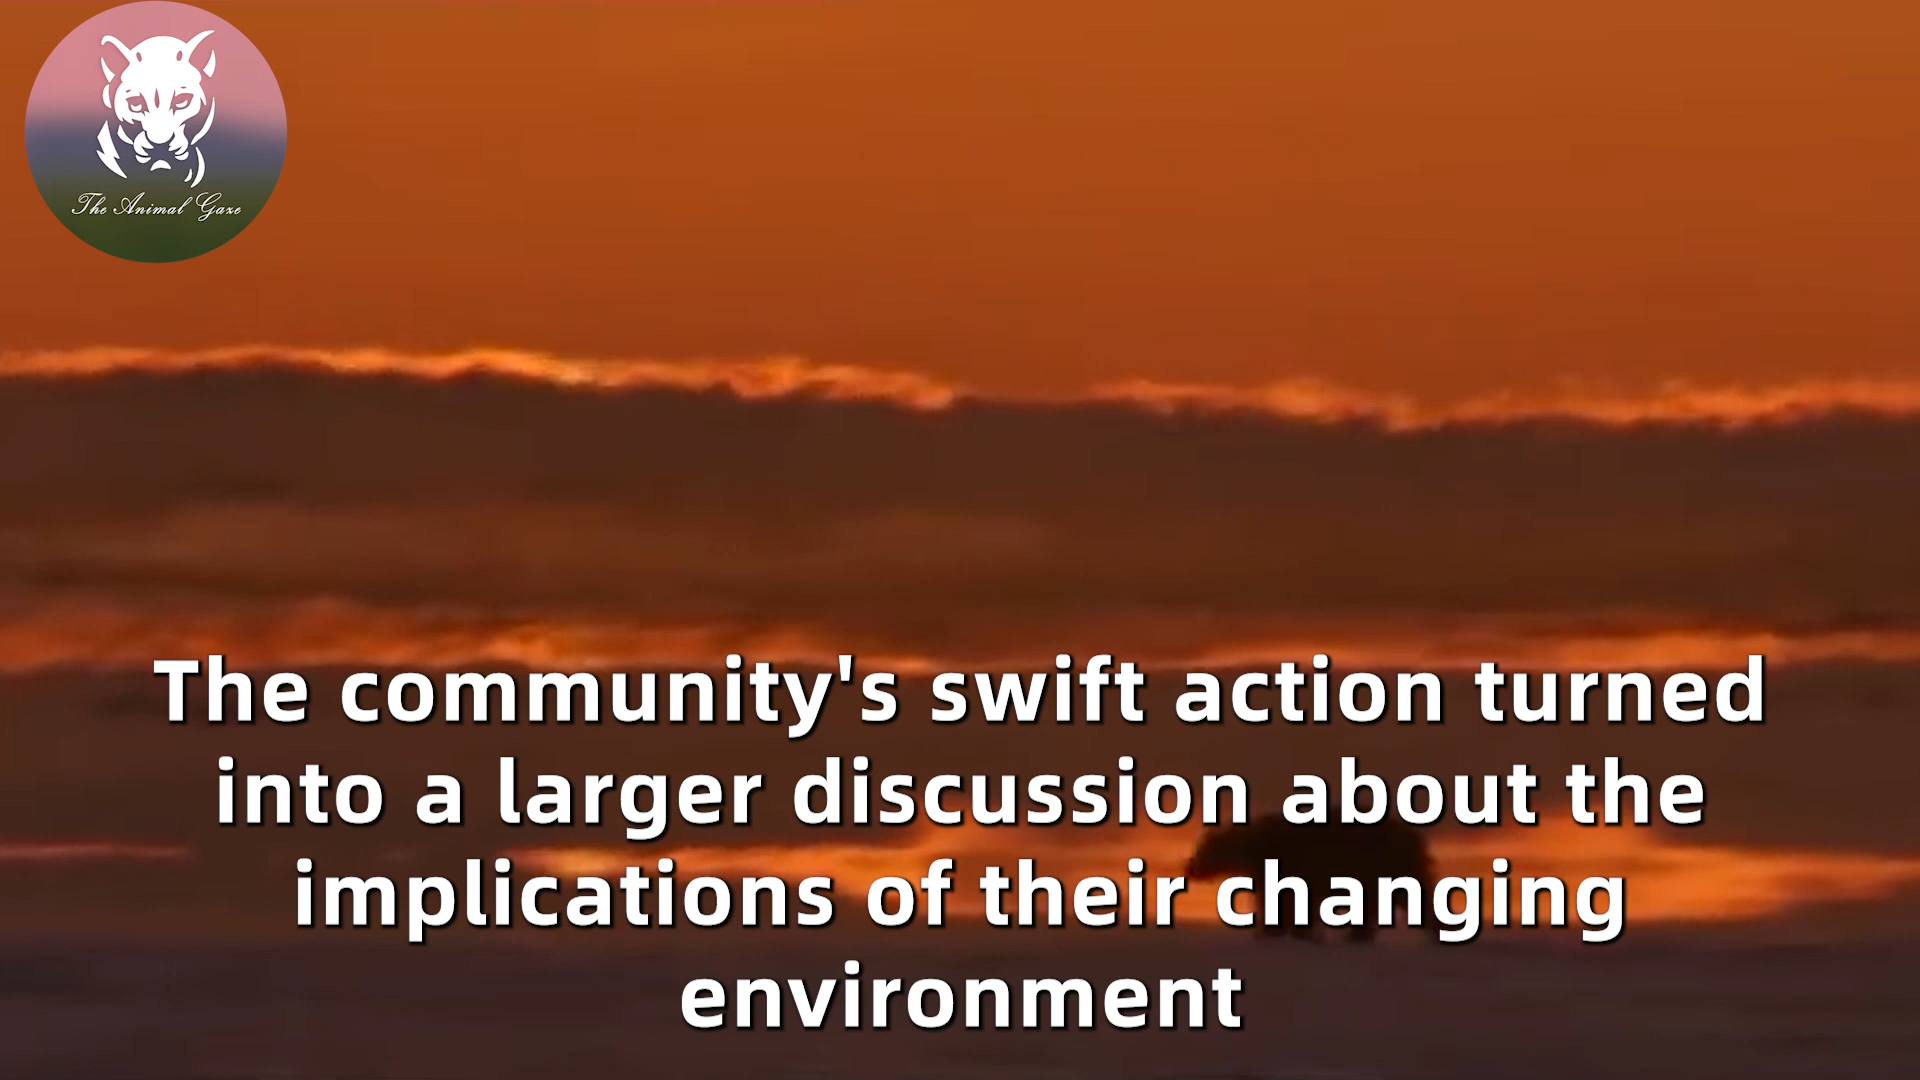 The Animal Gaze
The community's swift action turned
into a larger discussion about the
implications of their changing
environment